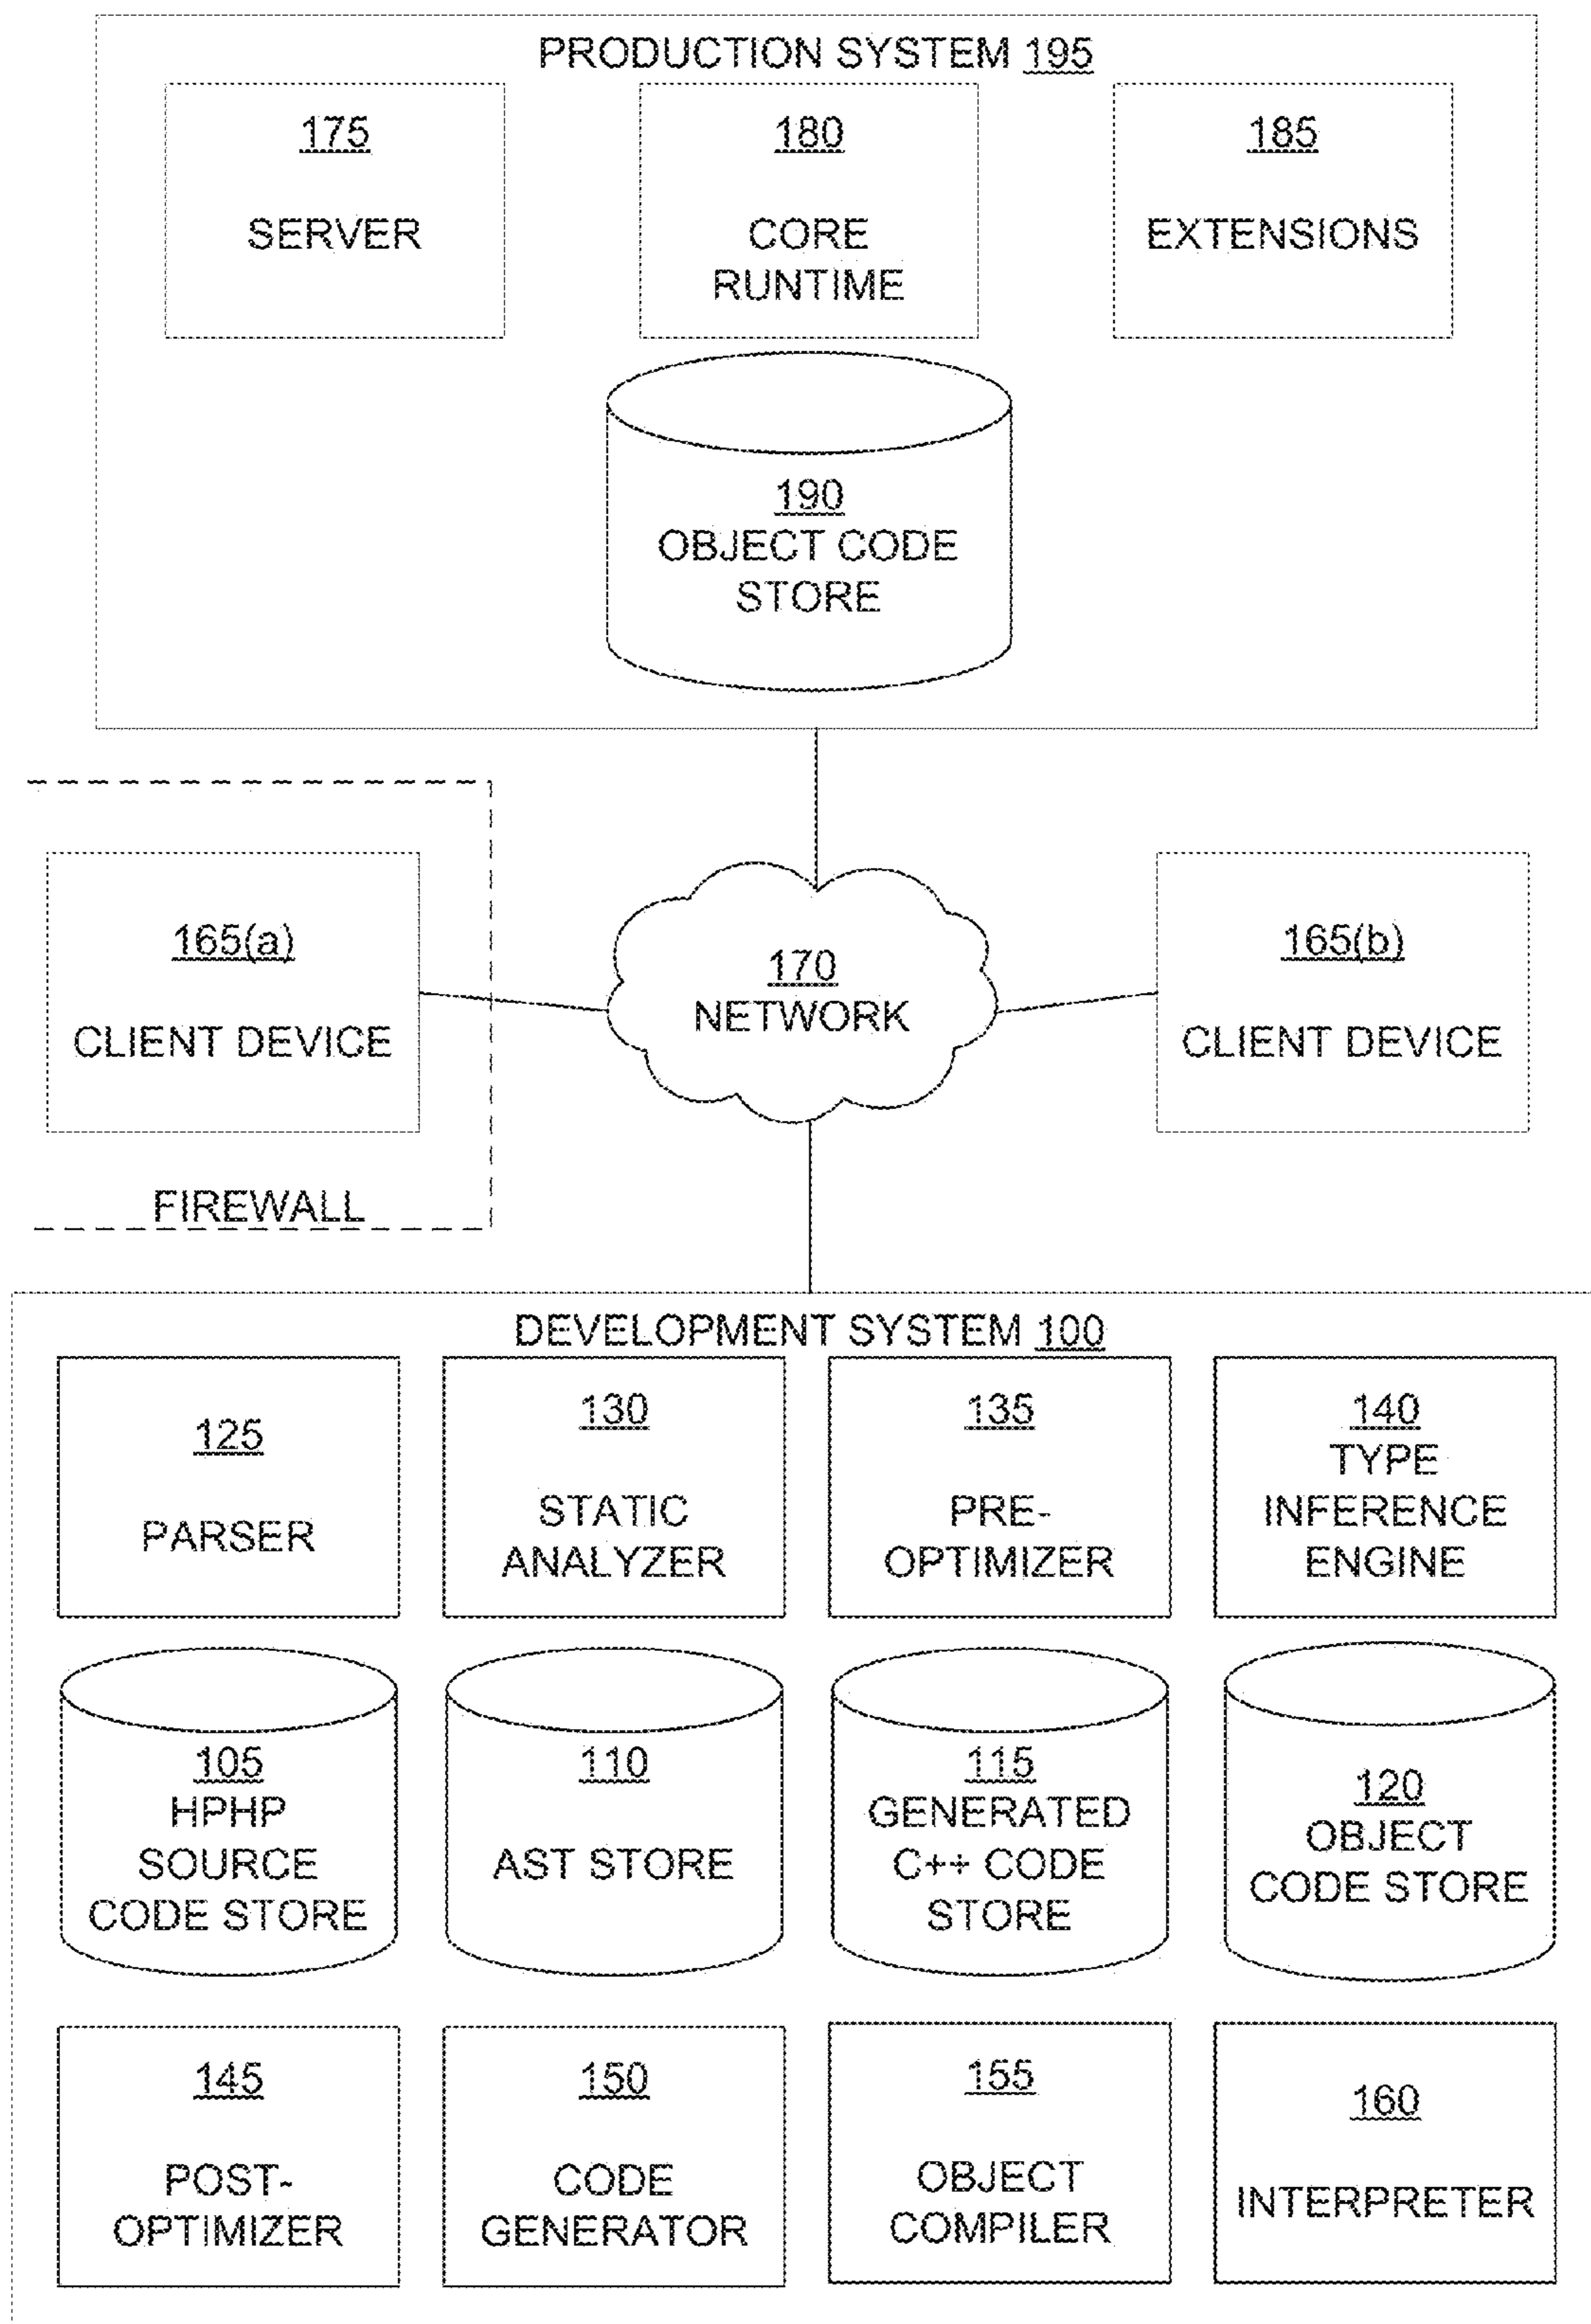 PRODUCTION SYSTEM 195
175
SERVER
180
CORE
RUNTIME
185
EXTENSIONS
190
OBJECT CODE
STORE
165(a)
CLIENT DEVICE
FIREWALL
170
NETWORK
165(b)
CLIENT DEVICE
DEVELOPMENT SYSTEM 100
125
PARSER
130
STATIC
ANALYZER
135
PRE-
OPTIMIZER
140
TYPE
INFERENCE
ENGINE
105
HPHP
SOURCE
CODE STORE
110
AST STORE
115
GENERATED
C++ CODE
STORE
120
OBJECT
CODE STORE
145
POST-
OPTIMIZER
150
CODE
GENERATOR
155
OBJECT
COMPILER
160
INTERPRETER